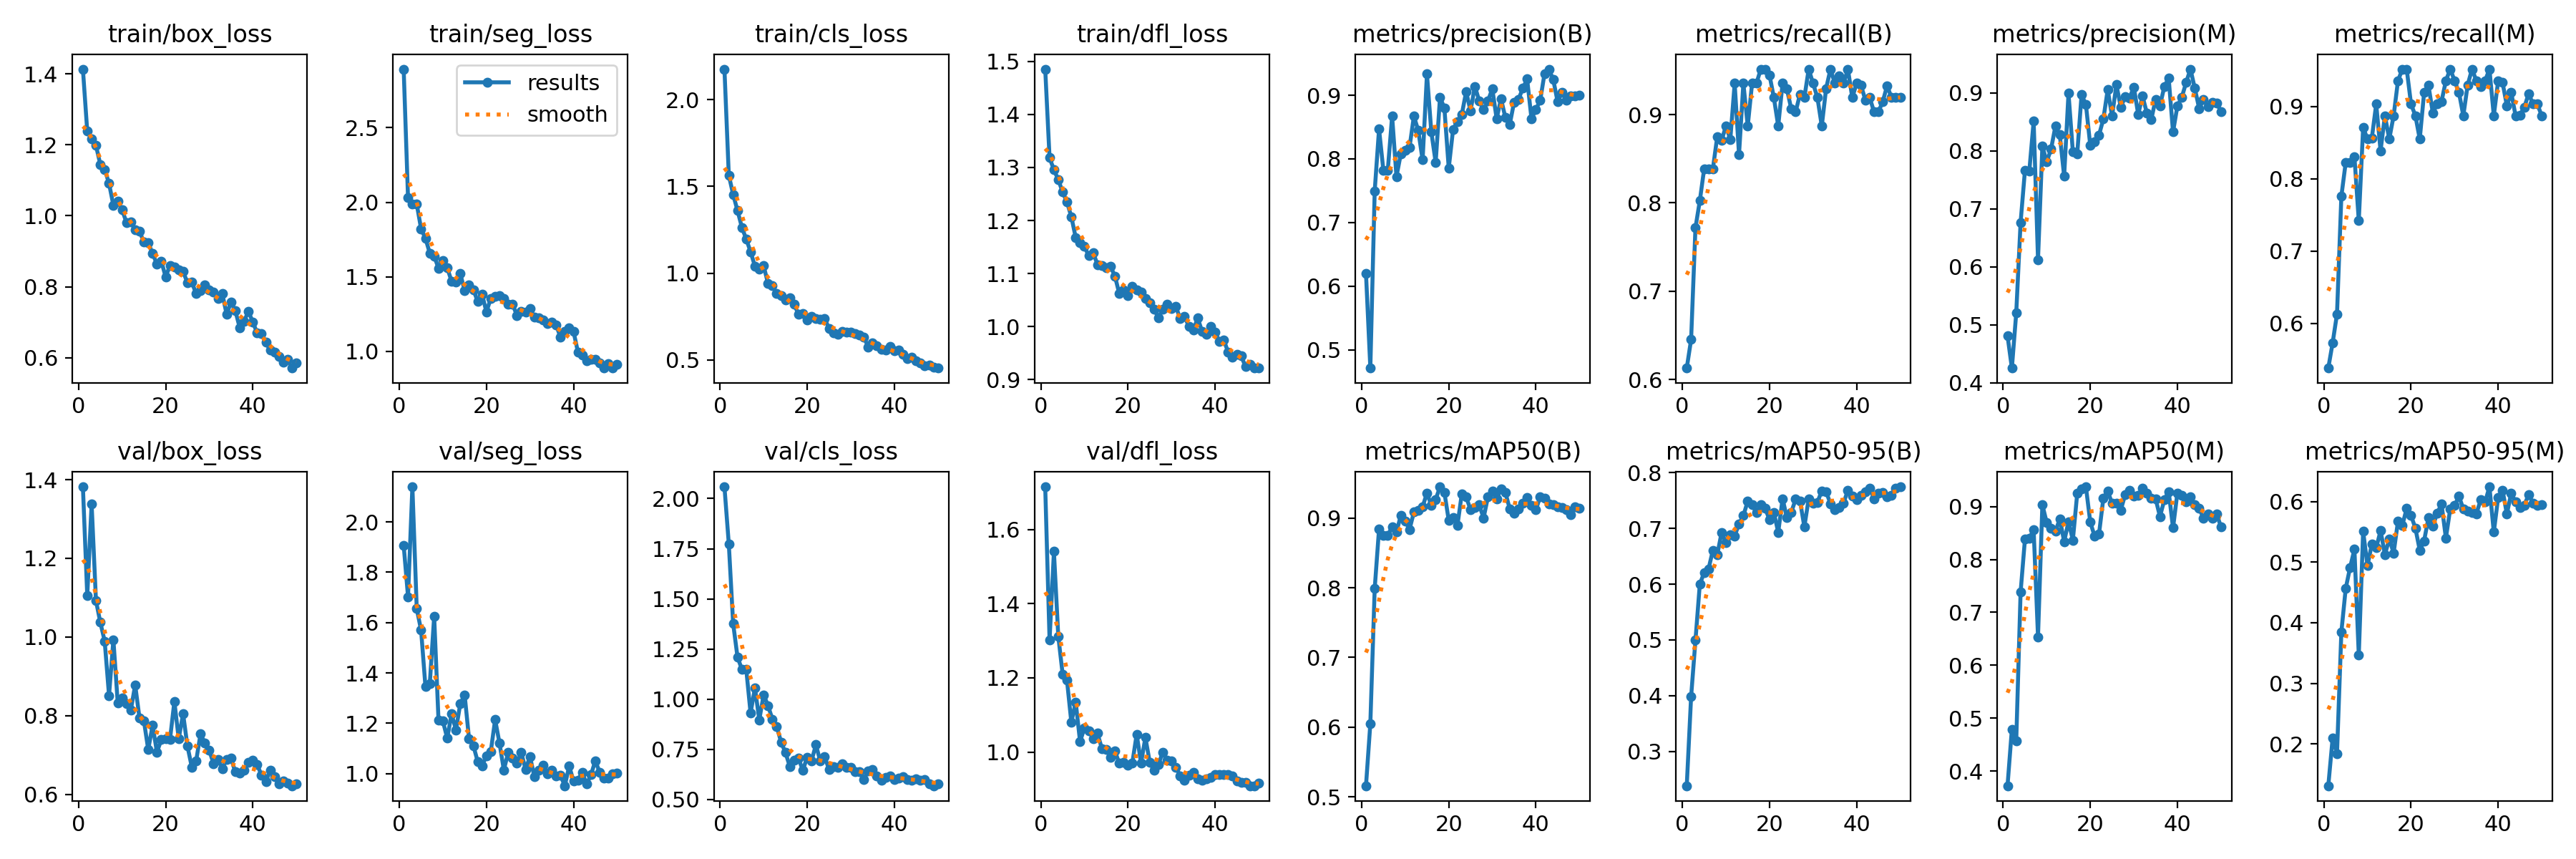 train/box_loss train/seg_loss train/cls_loss train/dfl_loss metrics/precision(B) metrics/recall(B) metrics/precision(M) metrics/recall(M)
1.4 1.2 1.0 0.8 0.6
2.5 2.0 1.5 1.0
results
smooth
2.0 1.5 1.0 0.5
1.5 1.4 1.3 1.2 1.1 1.0 0.9
0.9 0.8 0.7 0.6 0.5
0.9 0.8 0.7 0.6
0.9 0.8 0.7 0.6 0.5 0.4
0.9 0.8 0.7 0.6
0 20 40 0 20 40 0 20 40 0 20 40 0 20 40 0 20 40 0 20 40 0 20 40
val/box_loss val/seg_loss val/cls_loss val/dfl_loss metrics/mAP50(B) metrics/mAP50-95(B) metrics/mAP50(M) metrics/mAP50-95(M)
1.4 1.2 1.0 0.8 0.6
2.0 1.8 1.6 1.4 1.2 1.0
2.00 1.75 1.50 1.25 1.00 0.75 0.50
1.6 1.4 1.2 1.0
0.9 0.8 0.7 0.6 0.5
0.8 0.7 0.6 0.5 0.4 0.3
0.9 0.8 0.7 0.6 0.5 0.4
0.6 0.5 0.4 0.3 0.2
0 20 40 0 20 40 0 20 40 0 20 40 0 20 40 0 20 40 0 20 40 0 20 40